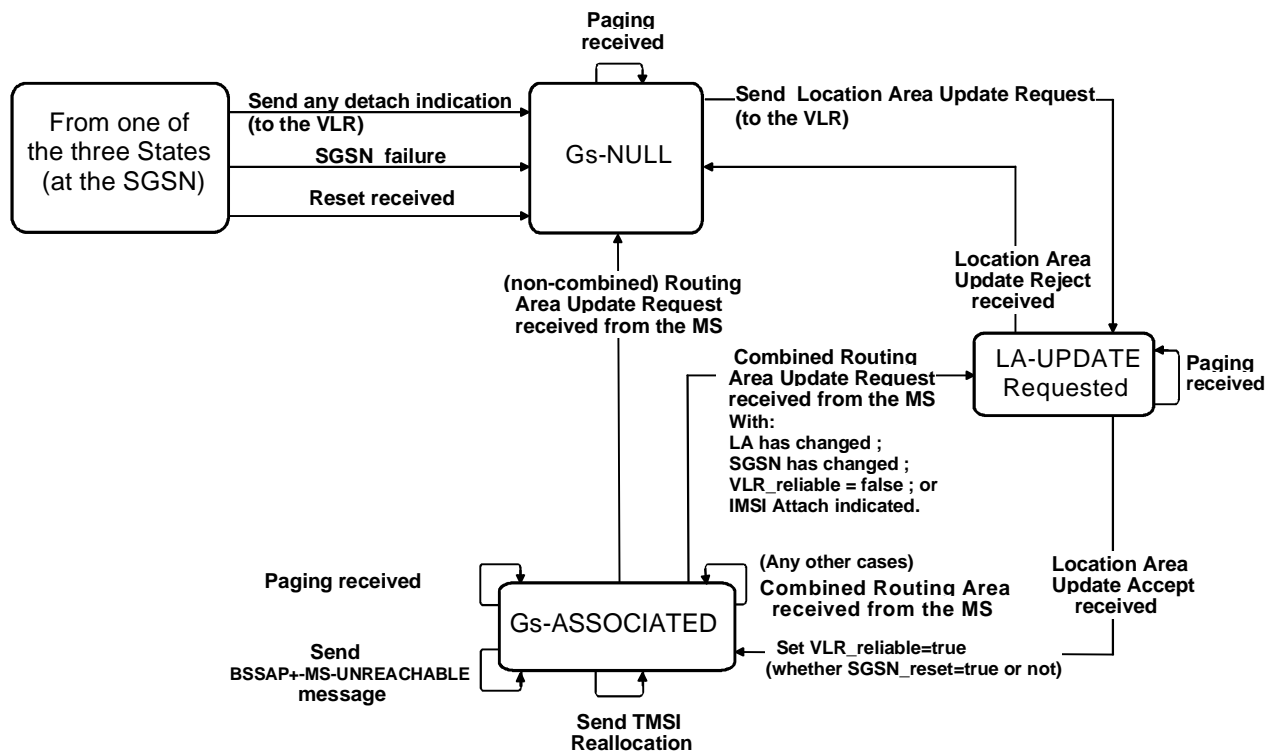 Paging
received
Send any detach indication
(to the VLR)
SGSN failure
Reset received
From one of
the three States
(at the SGSN)
Gs-NULL
Send Location Area Update Request
(to the VLR)
(non-combined) Routing
Area Update Request
received from the MS
Location Area
Update Reject
received
LA-UPDATE
Requested
Paging
received
Combined Routing
Area Update Request
received from the MS
With:
LA has changed ;
SGSN has changed ;
VLR_reliable = false ; or
IMSI Attach indicated.
Paging received
Gs-ASSOCIATED
(Any other cases)
Combined Routing Area
received from the MS
Location Area
Update Accept
received
Set VLR_reliable=true
(whether SGSN_reset=true or not)
Send
BSSAP+-MS-UNREACHABLE
message
Send TMSI
Reallocation